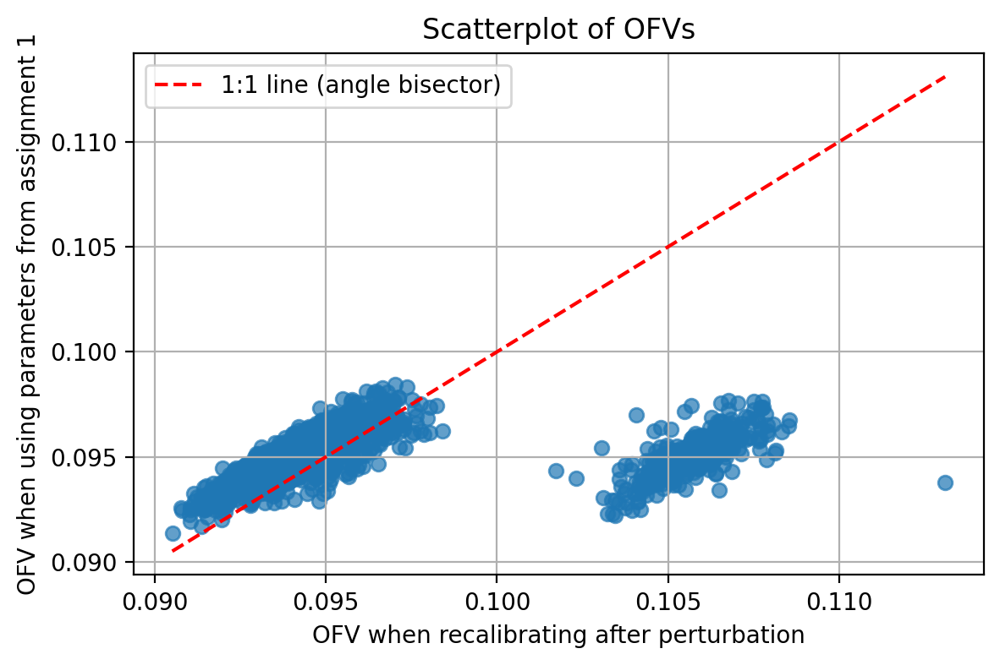 Scatterplot of OFVs
1:1 line (angle bisector)
OFV when using parameters from assignment 1
0.110
0.105
0.100
0.095
0.090
0.090 0.095 0.100 0.105 0.110
OFV when recalibrating after perturbation